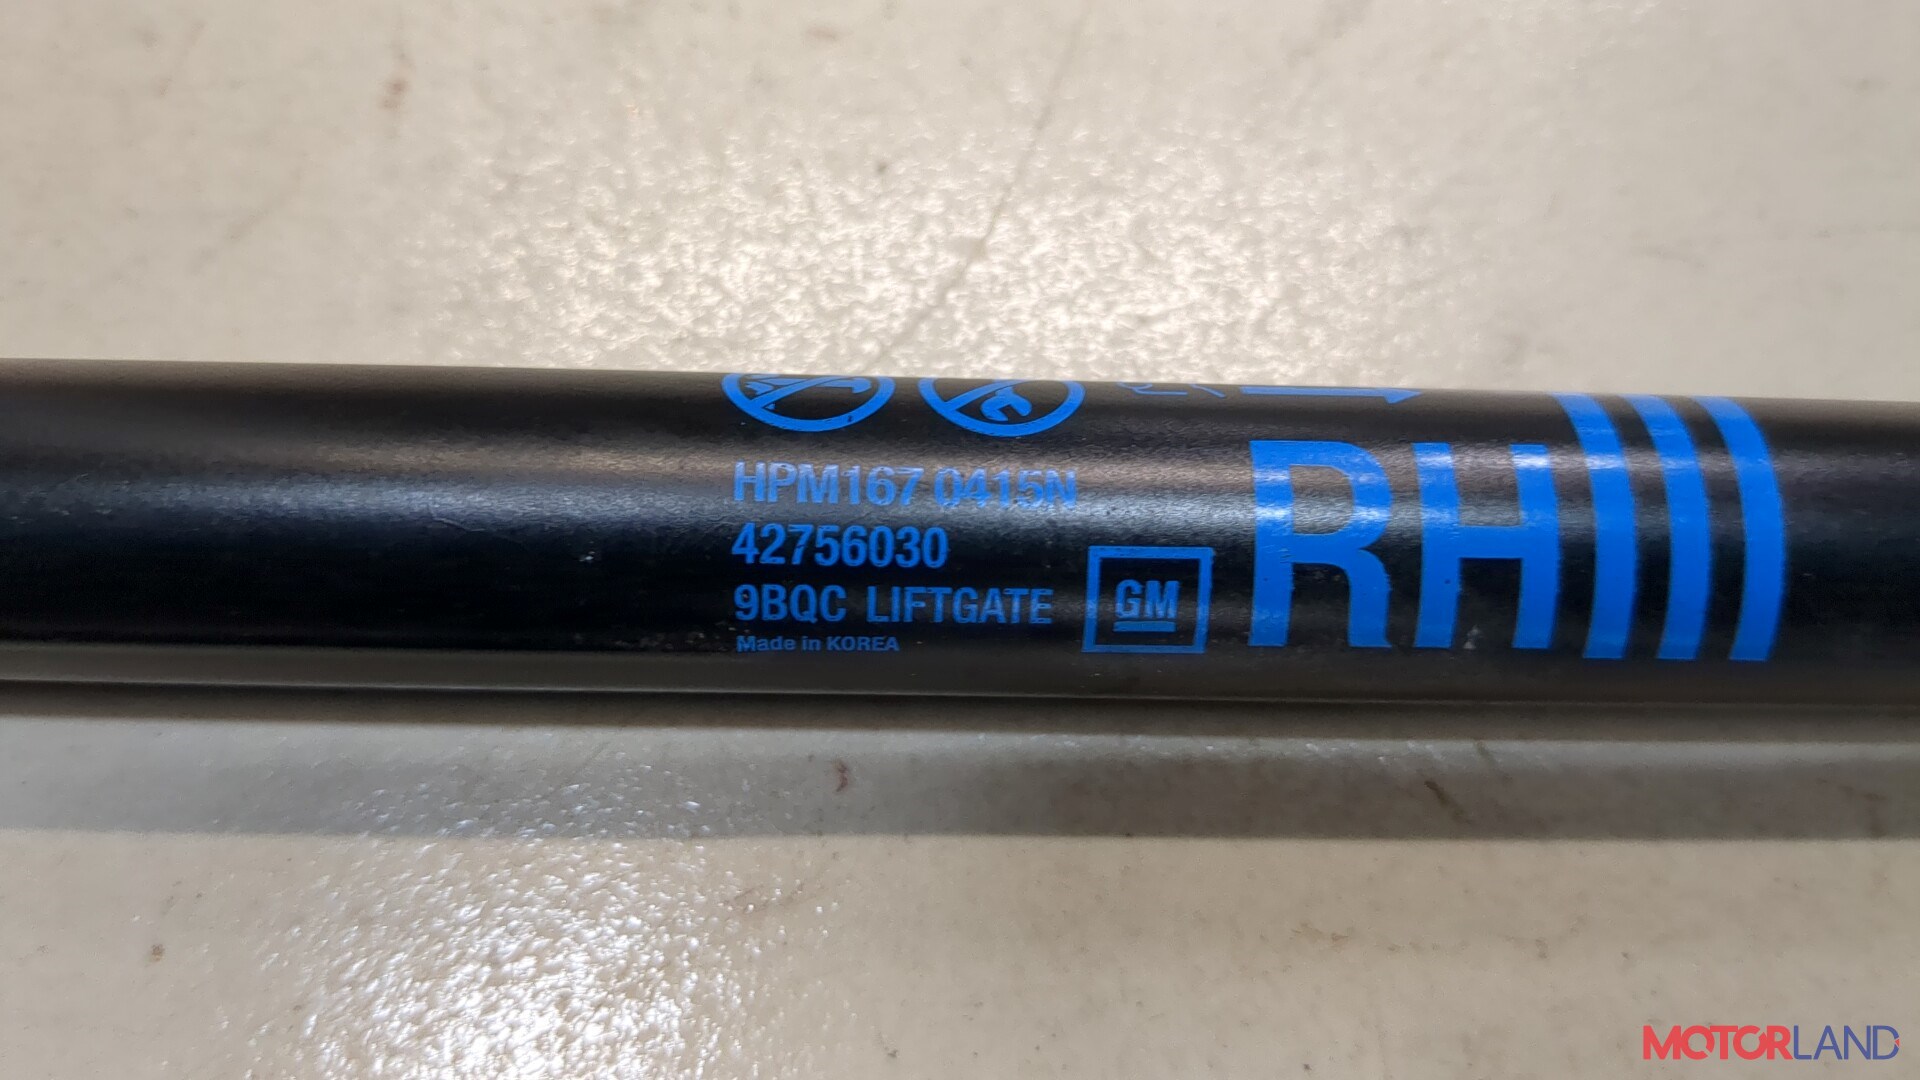 HPM167 0415N
42756030
9BQC LIFTGATE
Made in KOREA
GM
RH
MOTORLAND